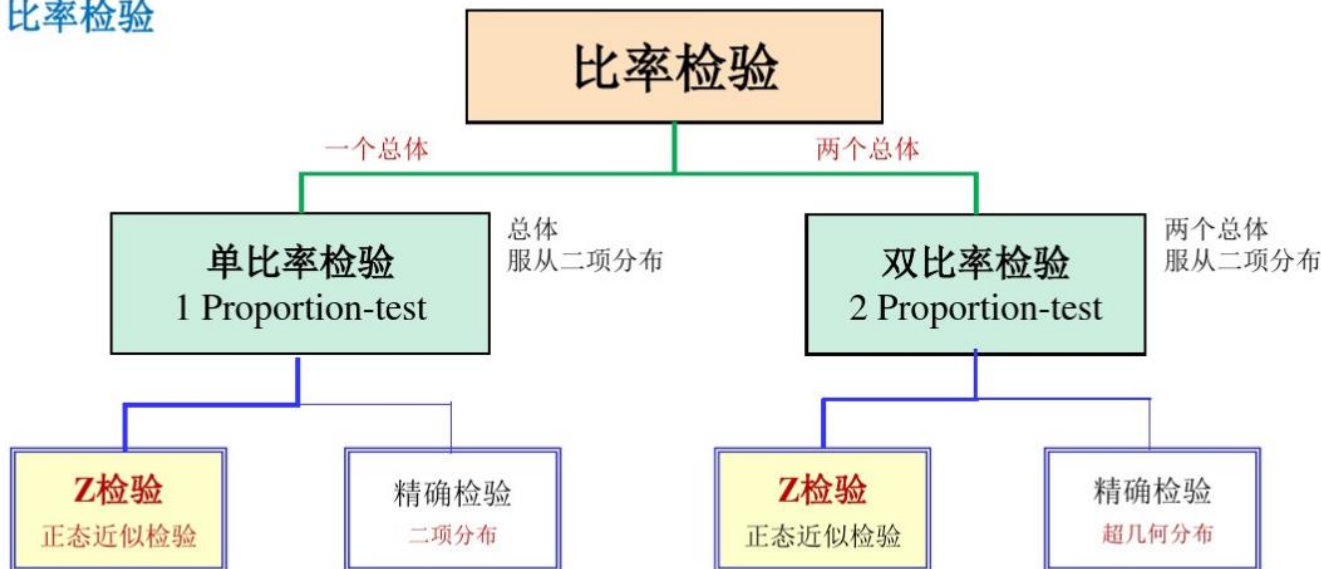 比率检验
比率检验
一个总体
两个总体
单比率检验
1 Proportion-test
总体
服从二项分布
双比率检验
2 Proportion-test
两个总体
服从二项分布
Z检验
正态近似检验
精确检验
二项分布
Z检验
正态近似检验
精确检验
超几何分布